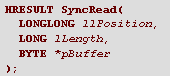 HRESULT SyncRead(
  LONGLONG llPosition,
  LONG lLength,
  BYTE *pBuffer
);